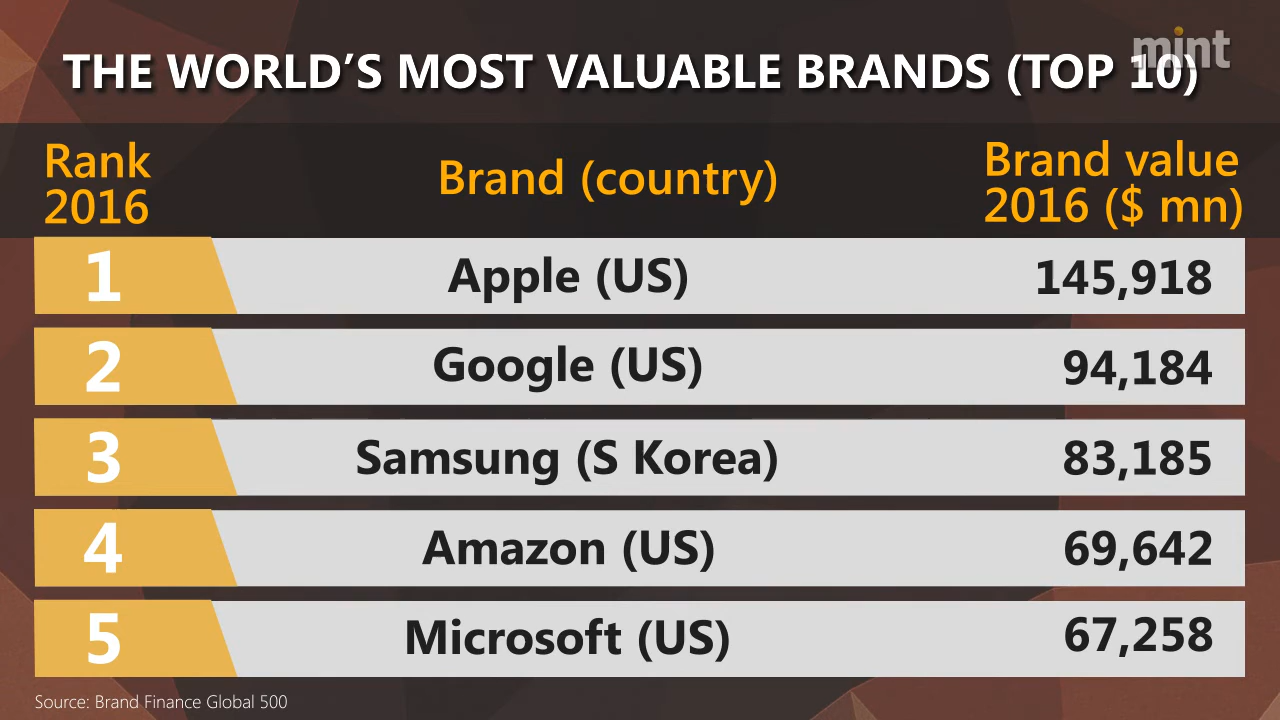 mint
THE WORLD'S MOST VALUABLE BRANDS (TOP 10)
Rank 2016
Brand (country)
Brand value 2016 ($ mn)
1 Apple (US) 145,918
2 Google (US) 94,184
3 Samsung (S Korea) 83,185
4 Amazon (US) 69,642
5 Microsoft (US) 67,258
Source: Brand Finance Global 500